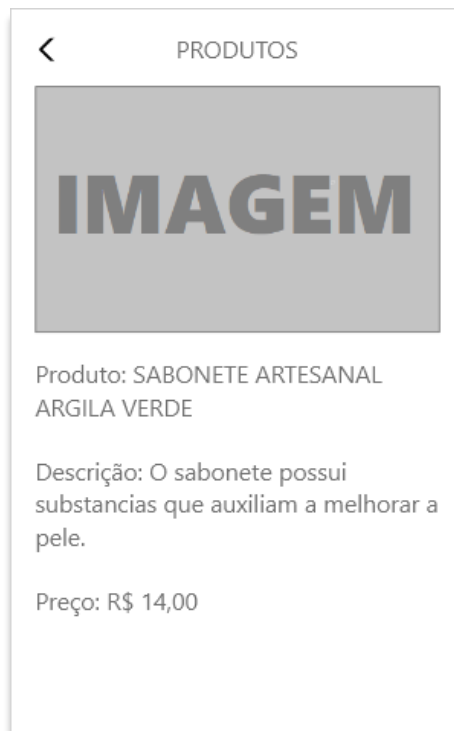 PRODUTOS
IMAGEM
Produto: SABONETE ARTESANAL
ARGILA VERDE
Descrição: O sabonete possui
substancias que auxiliam a melhorar a
pele.
Preço: R$ 14,00